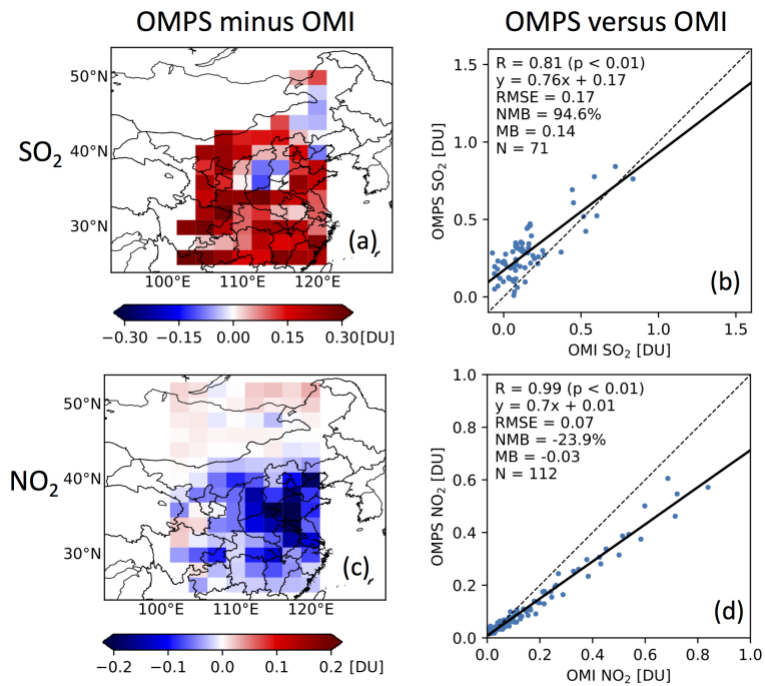 OMPS minus OMI
OMPS versus OMI
SO₂
50°N
40°N
30°N
100°E 110°E 120°E
(a)
−0.30 −0.15 0.00 0.15 0.30 [DU]
R = 0.81 (p < 0.01)
y = 0.76x + 0.17
RMSE = 0.17
NMB = 94.6%
MB = 0.14
N = 71
OMPS SO₂ [DU]
1.5
1.0
0.5
0.0
0.0 0.5 1.0 1.5
OMI SO₂ [DU]
(b)
NO₂
50°N
40°N
30°N
100°E 110°E 120°E
(c)
−0.2 −0.1 0.0 0.1 0.2 [DU]
R = 0.99 (p < 0.01)
y = 0.7x + 0.01
RMSE = 0.07
NMB = -23.9%
MB = -0.03
N = 112
OMPS NO₂ [DU]
1.0
0.8
0.6
0.4
0.2
0.0
0.0 0.2 0.4 0.6 0.8 1.0
OMI NO₂ [DU]
(d)